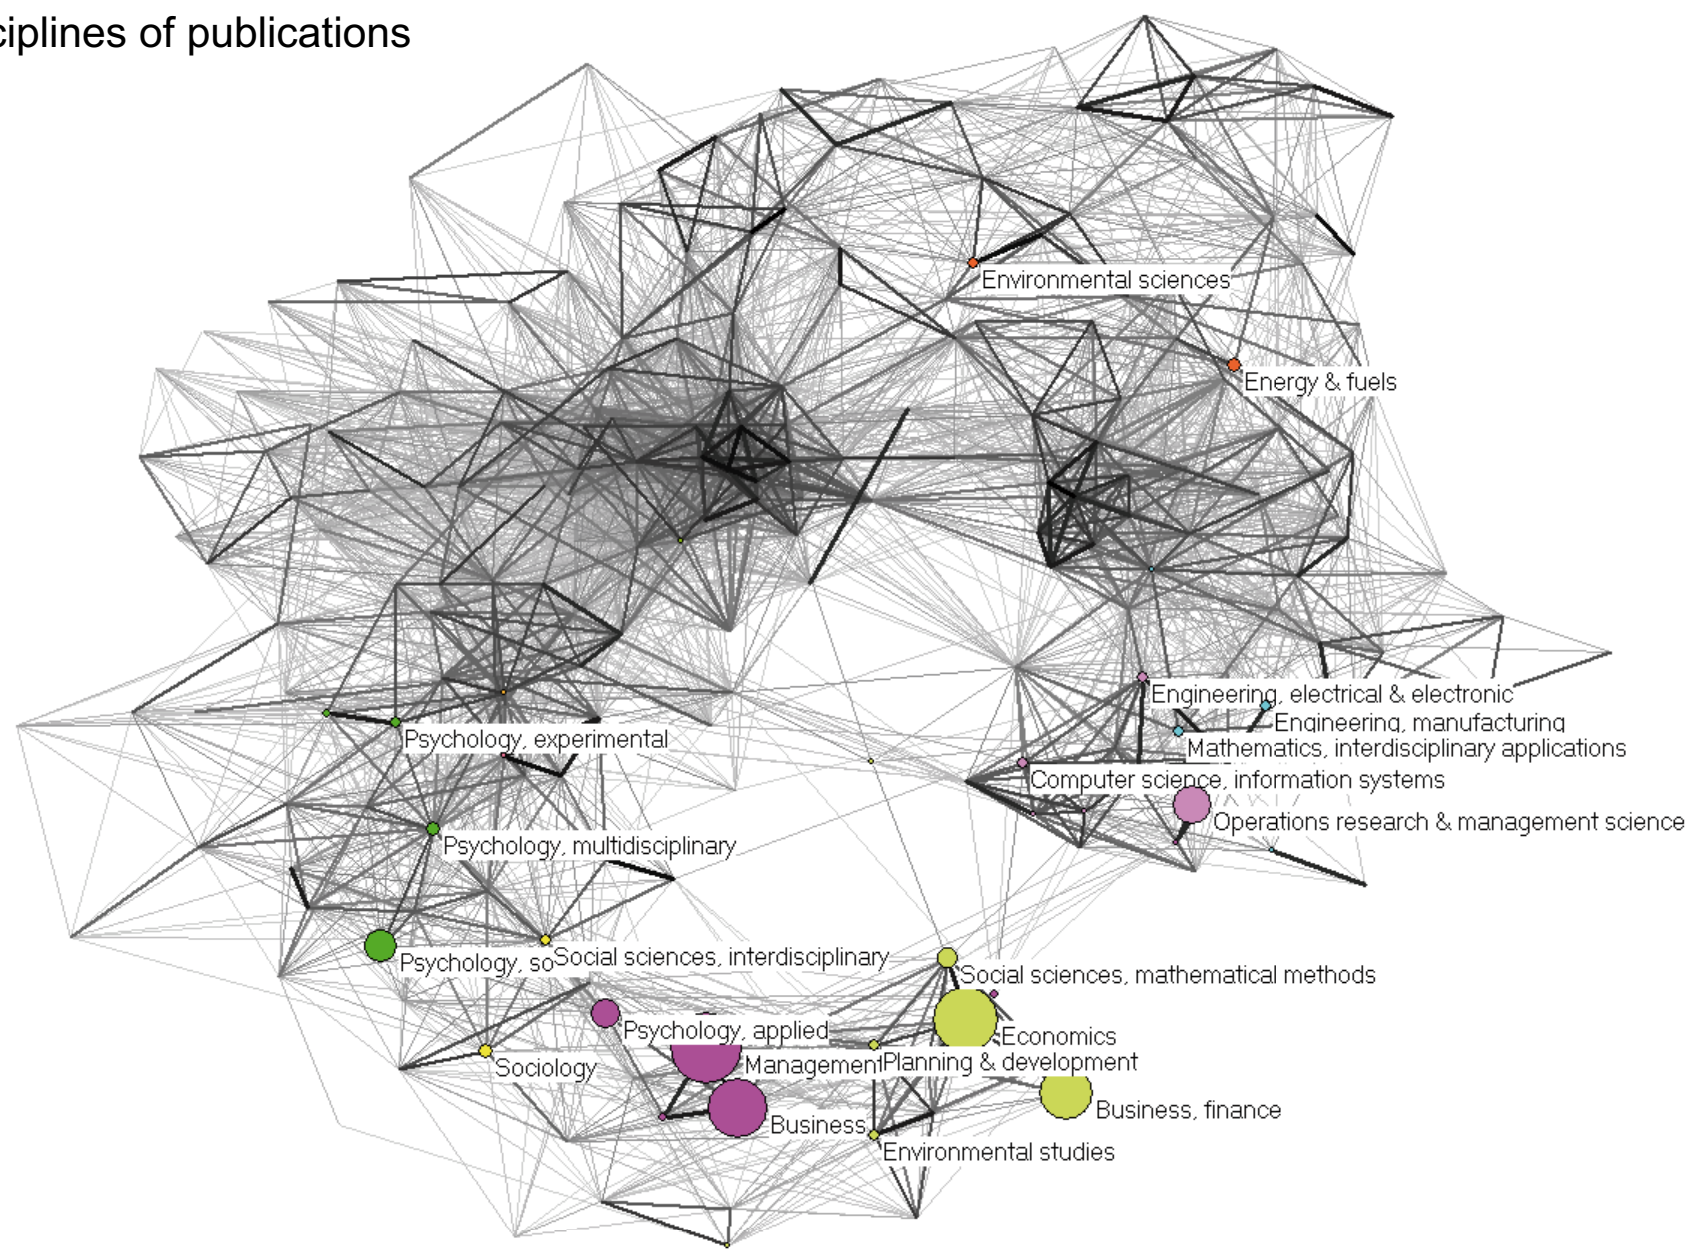 ciplines of publications
Environmental sciences
Energy & fuels
Engineering, electrical & electronic
Engineering, manufacturing
Psychology, experimental
Mathematics, interdisciplinary applications
Computer science, information systems
Operations research & management science
Psychology, multidisciplinary
Psychology, so
Social sciences, interdisciplinary
Social sciences, mathematical methods
Psychology, applied
Economics
Management
Planning & development
Sociology
Business, finance
Business
Environmental studies